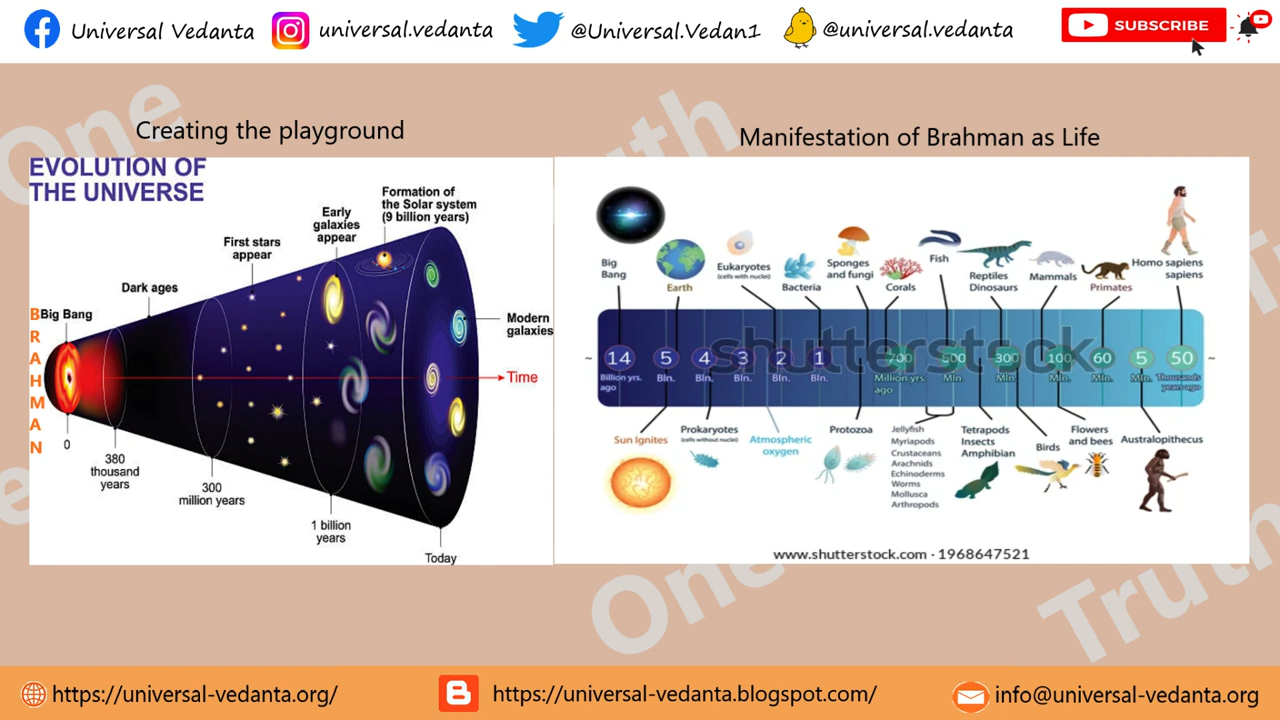 Universal Vedanta
universal.vedanta
@Universal.Vedan1
@universal.vedanta
SUBSCRIBE
One
Truth
Creating the playground
Manifestation of Brahman as Life
EVOLUTION OF
THE UNIVERSE
Formation of
the Solar system
(9 billion years)
Early
galaxies
appear
First stars
appear
Dark ages
Big Bang
BRAHMAN
Modern
galaxies
Time
0
380
thousand
years
300
million years
1 billion
years
Today
Big
Bang
Earth
Eukaryotes
(cells with nuclei)
Bacteria
Sponges
and fungi
Corals
Fish
Reptiles
Dinosaurs
Mammals
Primates
Homo sapiens
sapiens
~ 14 5 4 3 2 1 700 500 300 100 60 5 50 ~
Billion yrs. Bln. Bln. Bln. Bln. Bln. Million yrs. Mln. Mln. Mln. Mln. Mln. Thousands
ago ago years ago
shutterstock
Sun Ignites
Prokaryotes
(cells without nuclei)
Atmospheric
oxygen
Protozoa
Jellyfish
Myriapods
Crustaceans
Arachnids
Echinoderms
Worms
Mollusca
Arthropods
Tetrapods
Insects
Amphibian
Birds
Flowers
and bees
Australopithecus
www.shutterstock.com · 1968647521
One
Truth
https://universal-vedanta.org/
https://universal-vedanta.blogspot.com/
info@universal-vedanta.org